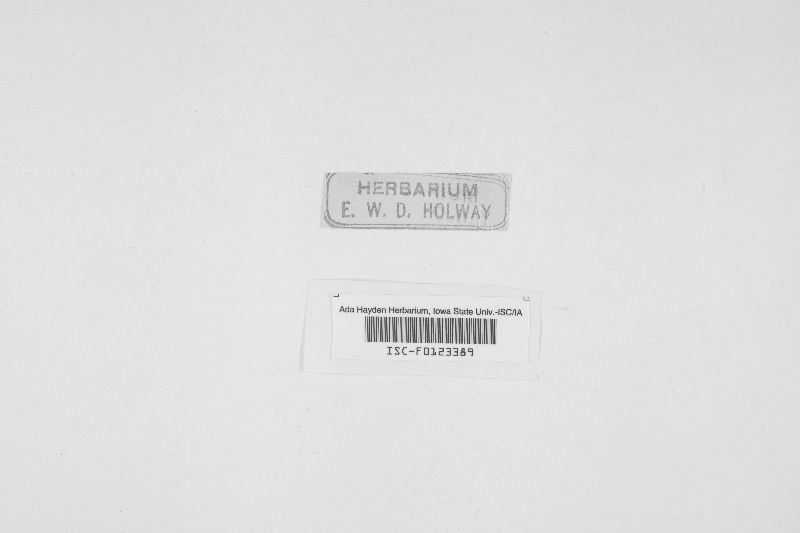 HERBARIUM
E. W. D. HOLWAY
Ada Hayden Herbarium, Iowa State Univ.-ISC/IA
ISC-F0123389